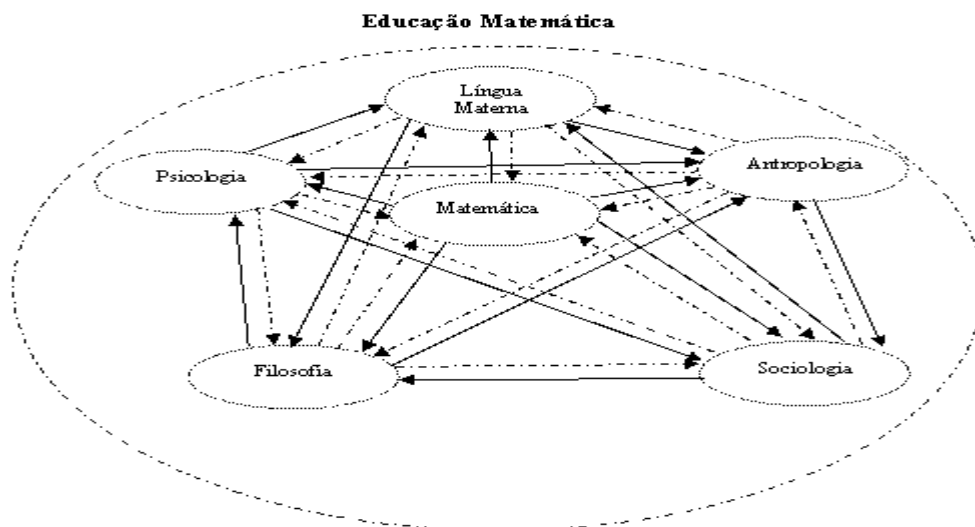 Educação Matemática
Língua
Materna
Psicologia
Antropologia
Matemática
Filosofia
Sociologia